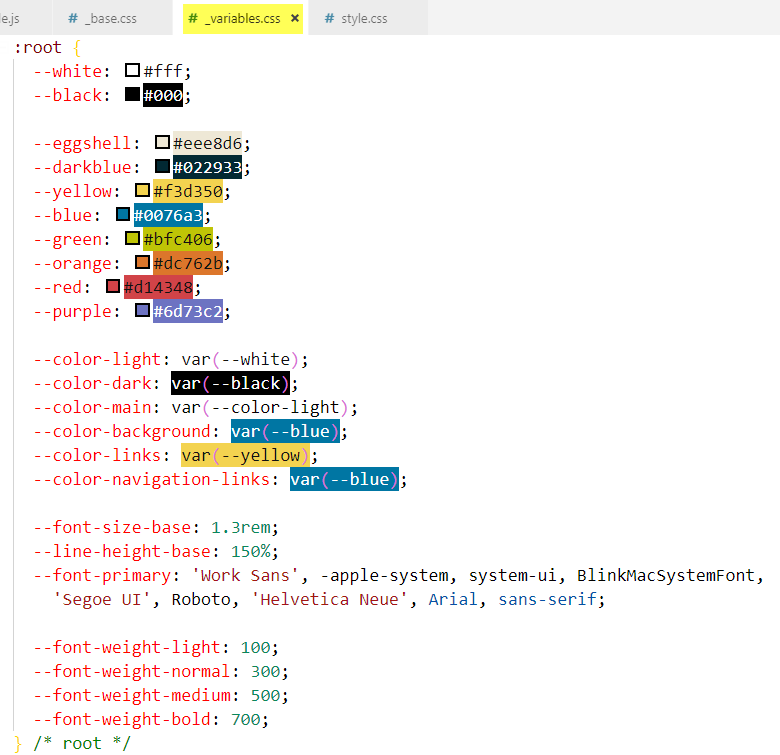 e.js # _base.css # _variables.css × # style.css
:root {
--white: #fff;
--black: #000;
--eggshell: #eee8d6;
--darkblue: #022933;
--yellow: #f3d350;
--blue: #0076a3;
--green: #bfc406;
--orange: #dc762b;
--red: #d14348;
--purple: #6d73c2;
--color-light: var(--white);
--color-dark: var(--black);
--color-main: var(--color-light);
--color-background: var(--blue);
--color-links: var(--yellow);
--color-navigation-links: var(--blue);
--font-size-base: 1.3rem;
--line-height-base: 150%;
--font-primary: 'Work Sans', -apple-system, system-ui, BlinkMacSystemFont,
'Segoe UI', Roboto, 'Helvetica Neue', Arial, sans-serif;
--font-weight-light: 100;
--font-weight-normal: 300;
--font-weight-medium: 500;
--font-weight-bold: 700;
} /* root */